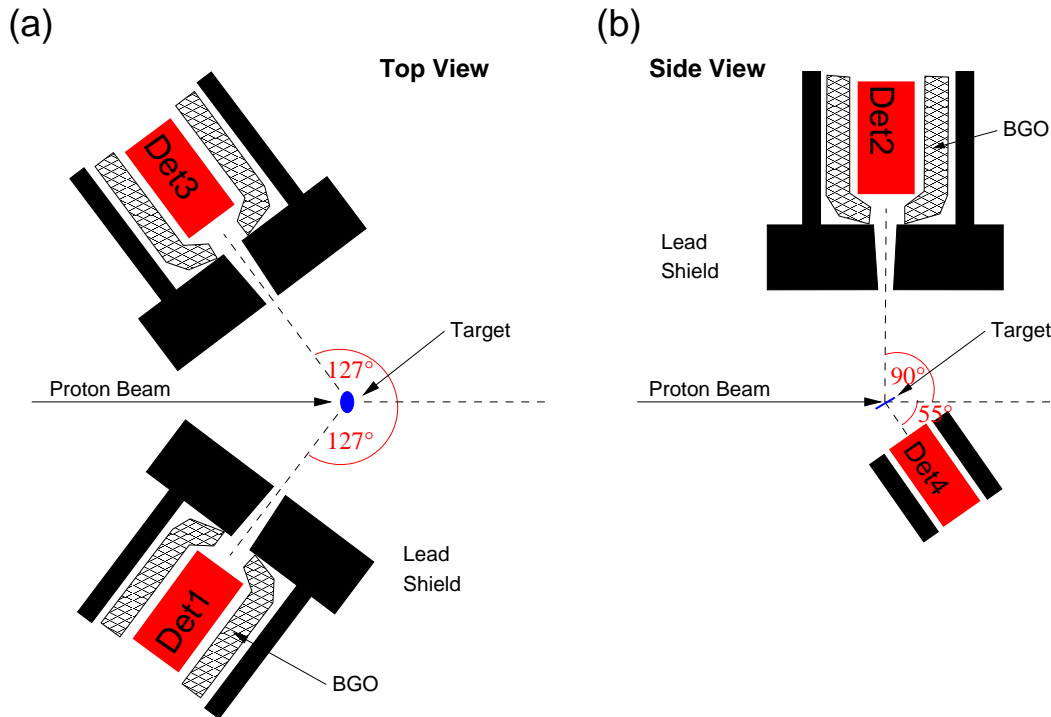 (a)
Top View
Det3
Target
127°
Proton Beam
127°
Lead
Shield
Det1
BGO
(b)
Side View
Det2
BGO
Lead
Shield
Target
90°
Proton Beam
55°
Det4